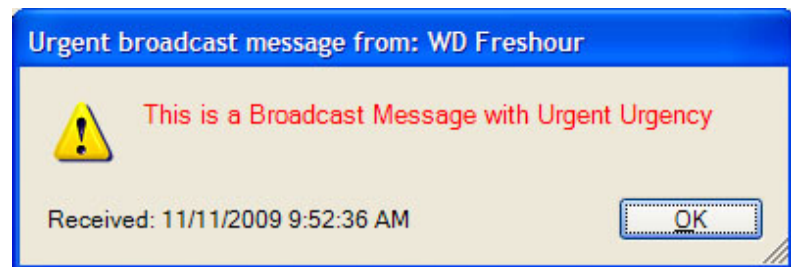 Urgent broadcast message from: WD Freshour
This is a Broadcast Message with Urgent Urgency
Received: 11/11/2009 9:52:36 AM
OK